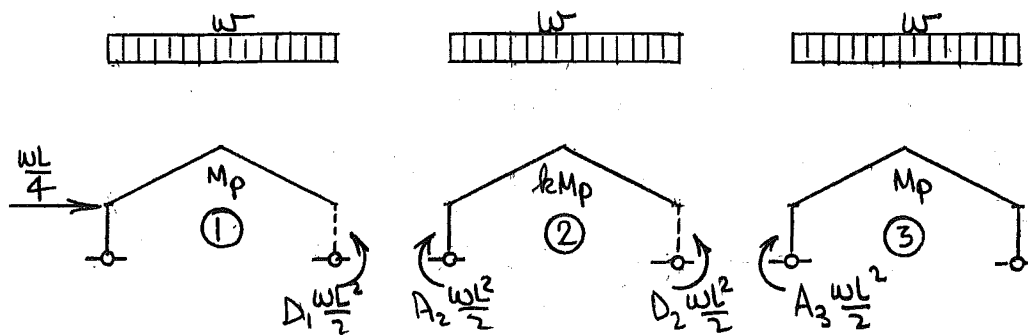 w w w
wL/4
Mp kMp Mp
① ② ③
D₁ wL²/2 A₂ wL²/2 D₂ wL²/2 A₃ wL²/2